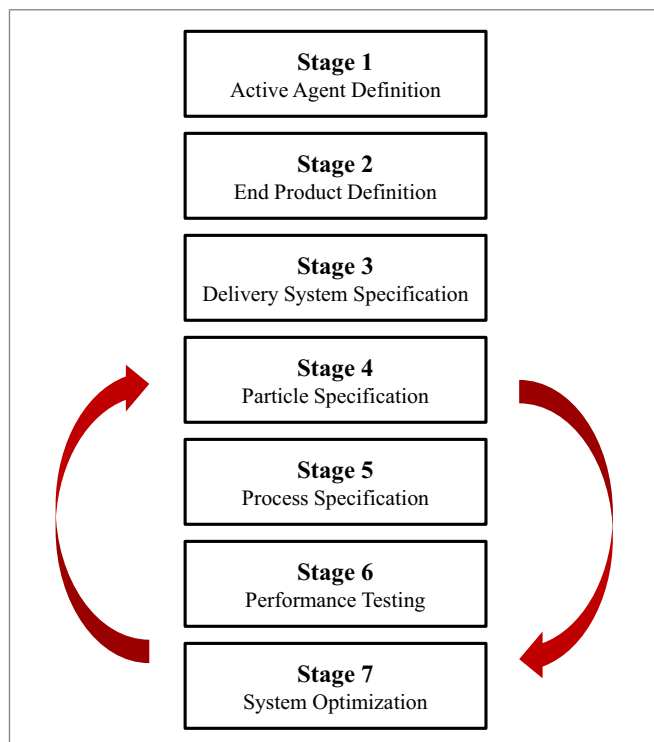 Stage 1
Active Agent Definition
Stage 2
End Product Definition
Stage 3
Delivery System Specification
Stage 4
Particle Specification
Stage 5
Process Specification
Stage 6
Performance Testing
Stage 7
System Optimization